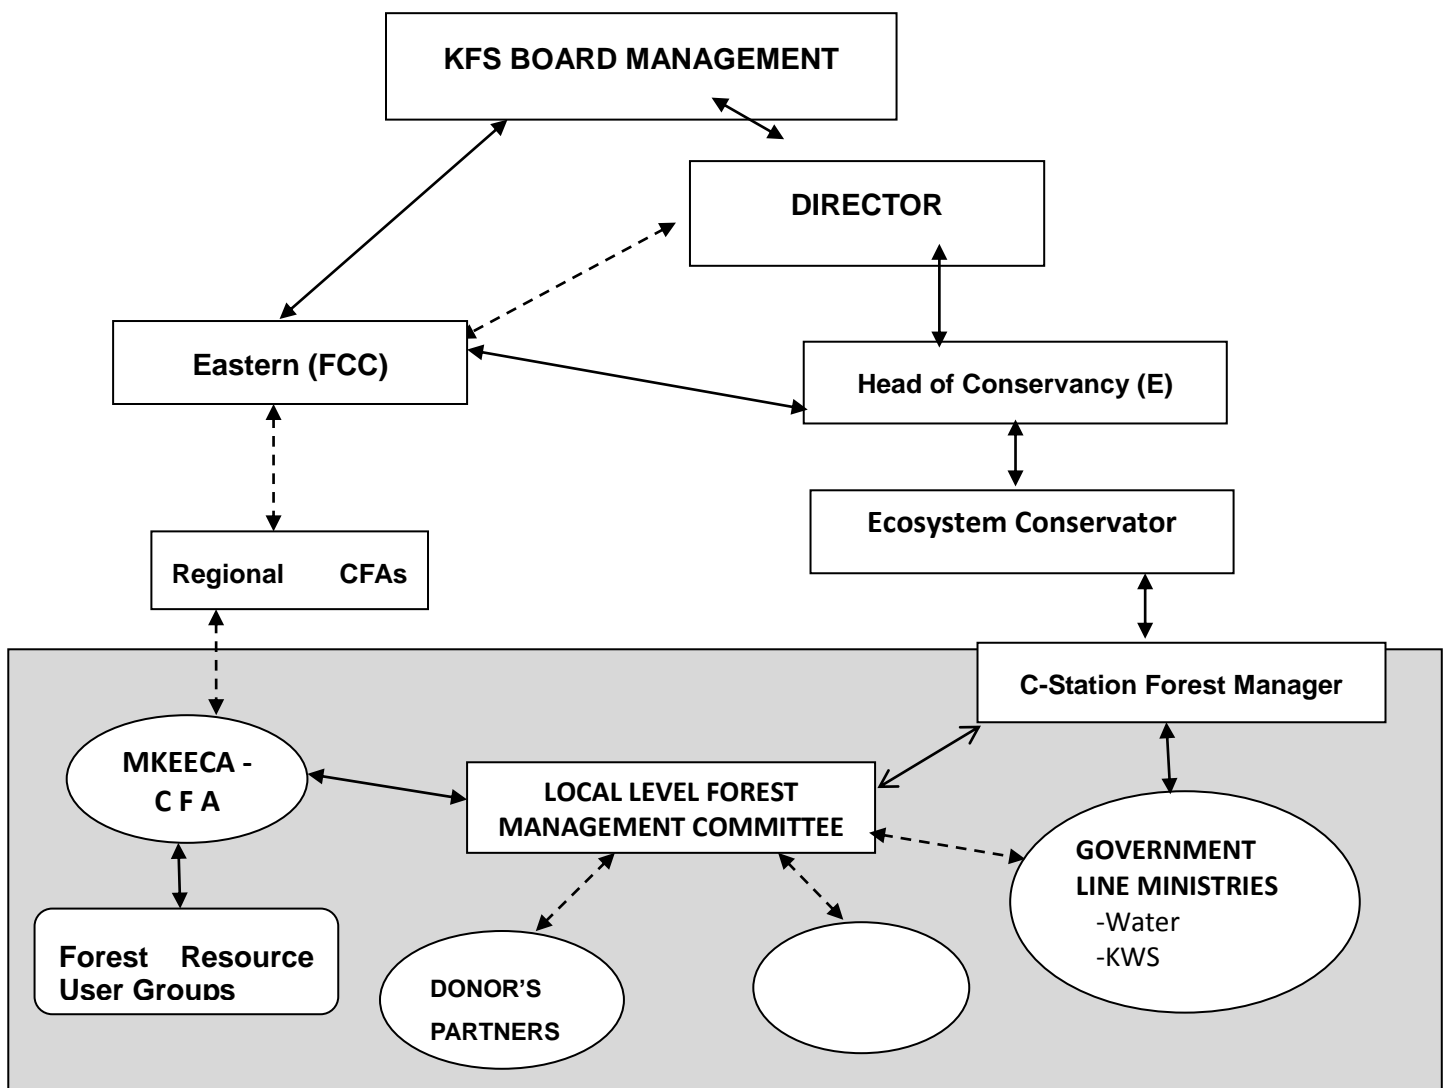 KFS BOARD MANAGEMENT
DIRECTOR
Eastern (FCC)
Head of Conservancy (E)
Ecosystem Conservator
Regional CFAs
C-Station Forest Manager
MKEECA -
C F A
LOCAL LEVEL FOREST
MANAGEMENT COMMITTEE
GOVERNMENT
LINE MINISTRIES
-Water
-KWS
Forest Resource
User Groups
DONOR'S
PARTNERS